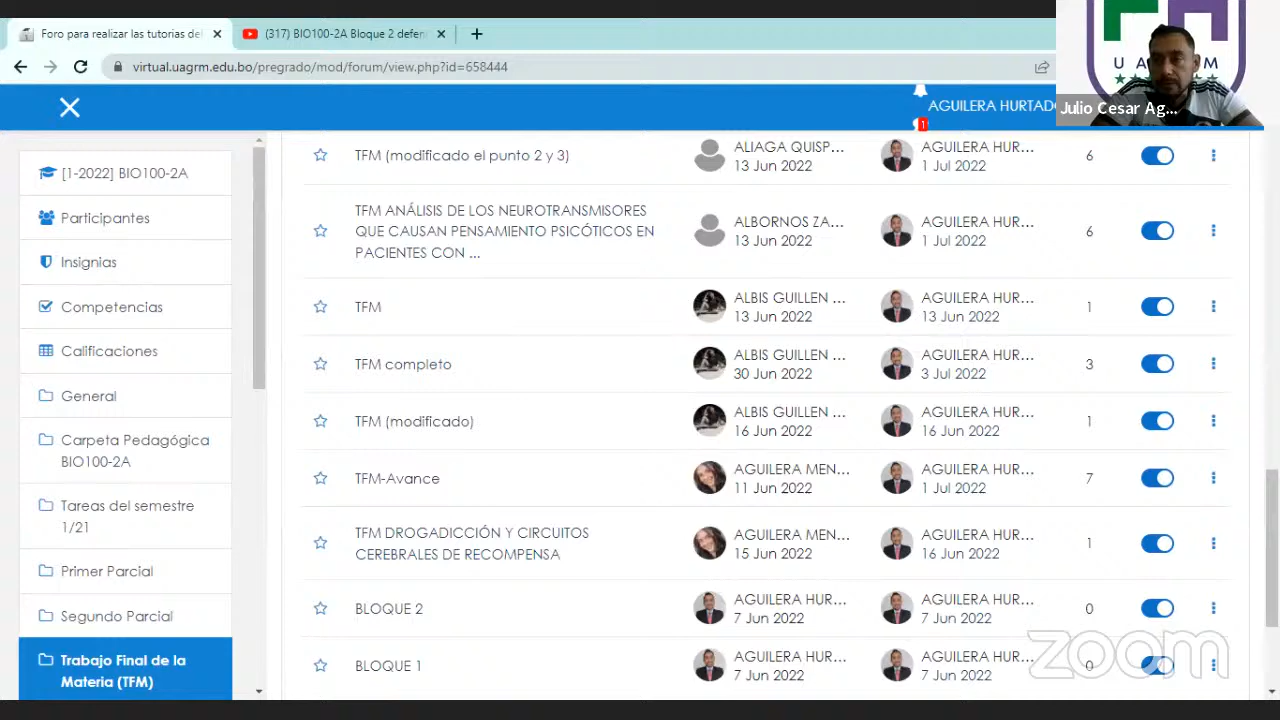 Foro para realizar las tutorias del
(317) BIO100-2A Bloque 2 defen
virtual.uagrm.edu.bo/pregrado/mod/forum/view.php?id=658444
AGUILERA HURTADO
1
U A G R M
Julio Cesar Ag...
[1-2022] BIO100-2A
Participantes
Insignias
Competencias
Calificaciones
General
Carpeta Pedagógica
BIO100-2A
Tareas del semestre
1/21
Primer Parcial
Segundo Parcial
Trabajo Final de la
Materia (TFM)
TFM (modificado el punto 2 y 3)
ALIAGA QUISP...
13 Jun 2022
AGUILERA HUR...
1 Jul 2022
6
TFM ANÁLISIS DE LOS NEUROTRANSMISORES
QUE CAUSAN PENSAMIENTO PSICÓTICOS EN
PACIENTES CON ...
ALBORNOS ZA...
13 Jun 2022
AGUILERA HUR...
1 Jul 2022
6
TFM
ALBIS GUILLEN ...
13 Jun 2022
AGUILERA HUR...
13 Jun 2022
1
TFM completo
ALBIS GUILLEN ...
30 Jun 2022
AGUILERA HUR...
3 Jul 2022
3
TFM (modificado)
ALBIS GUILLEN ...
16 Jun 2022
AGUILERA HUR...
16 Jun 2022
1
TFM-Avance
AGUILERA MEN...
11 Jun 2022
AGUILERA HUR...
1 Jul 2022
7
TFM DROGADICCIÓN Y CIRCUITOS
CEREBRALES DE RECOMPENSA
AGUILERA MEN...
15 Jun 2022
AGUILERA HUR...
16 Jun 2022
1
BLOQUE 2
AGUILERA HUR...
7 Jun 2022
AGUILERA HUR...
7 Jun 2022
0
BLOQUE 1
AGUILERA HUR...
7 Jun 2022
AGUILERA HUR...
7 Jun 2022
0
zoom